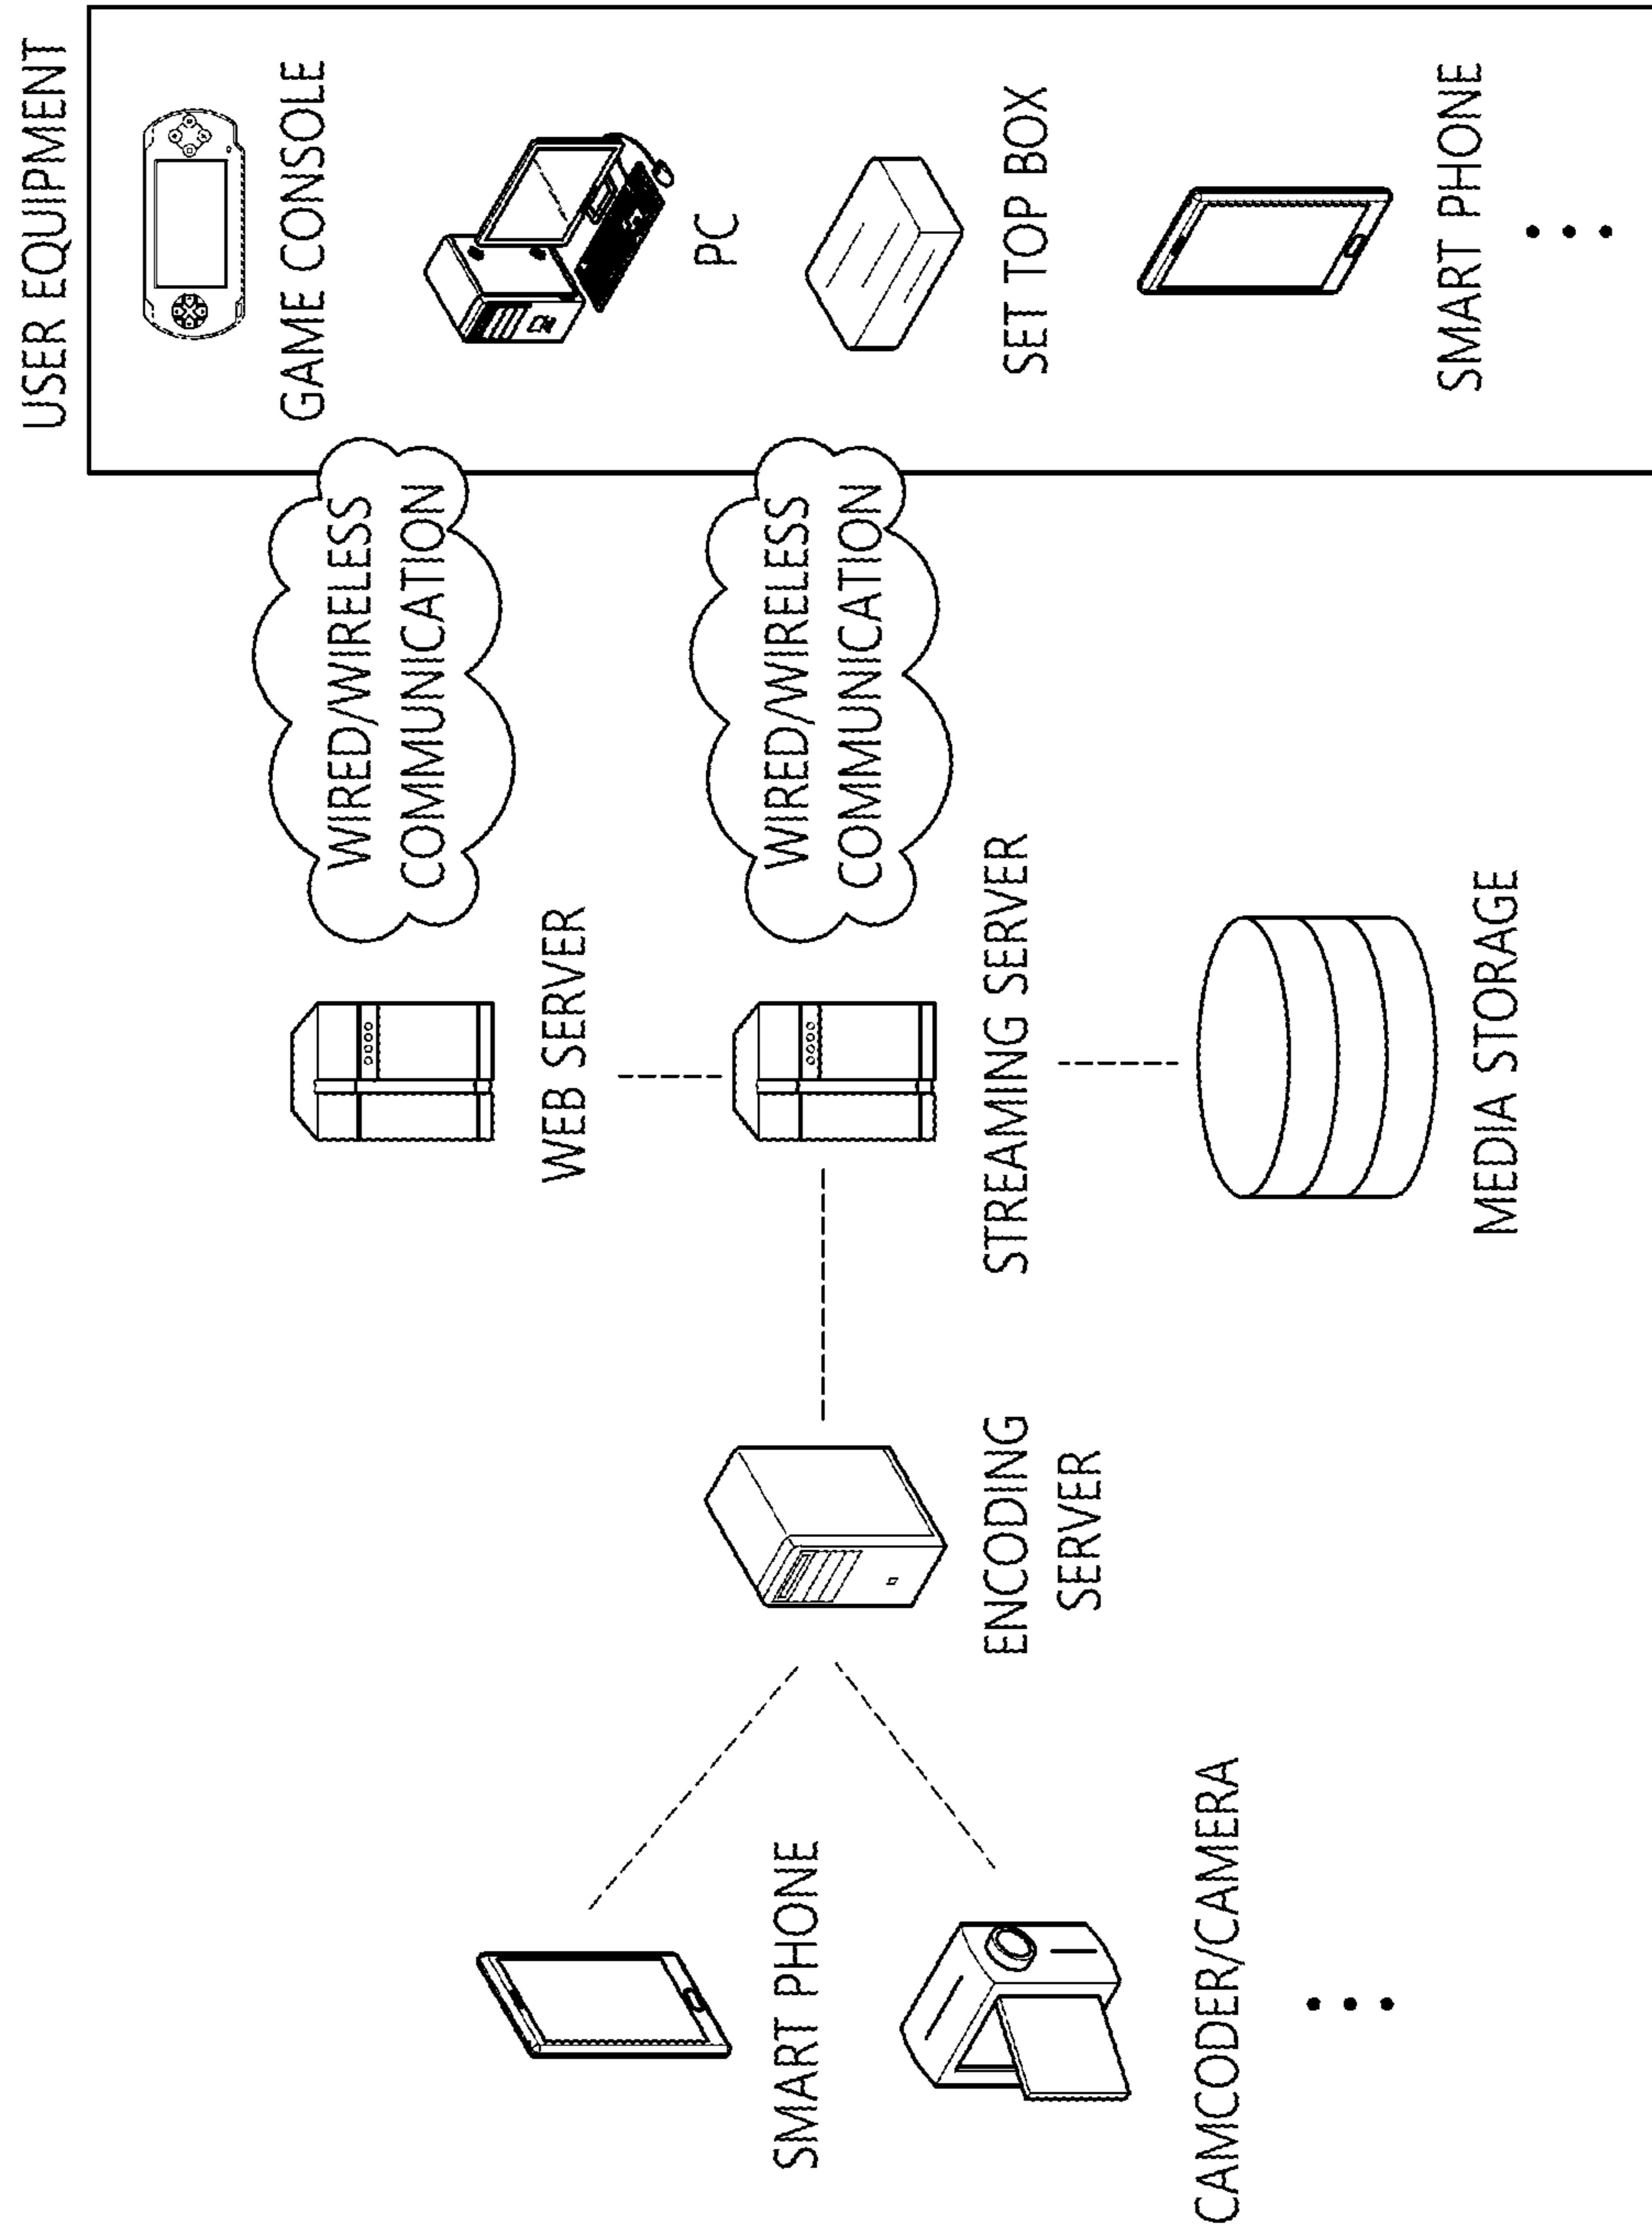 SMART PHONE
CAMCODER/CAMERA
ENCODING
SERVER
WEB SERVER
STREAMING SERVER
MEDIA STORAGE
WIRED/WIRELESS
COMMUNICATION
WIRED/WIRELESS
COMMUNICATION
USER EQUIPMENT
GAME CONSOLE
PC
SET TOP BOX
SMART PHONE